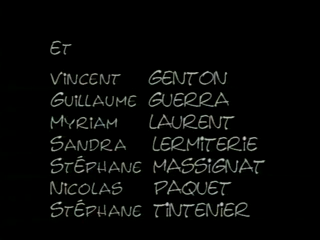 Et
Vincent GENTON
Guillaume GUERRA
Myriam LAURENT
Sandra LERMITERIE
Stéphane MASSIGNAT
Nicolas PAQUET
Stéphane TINTENIER